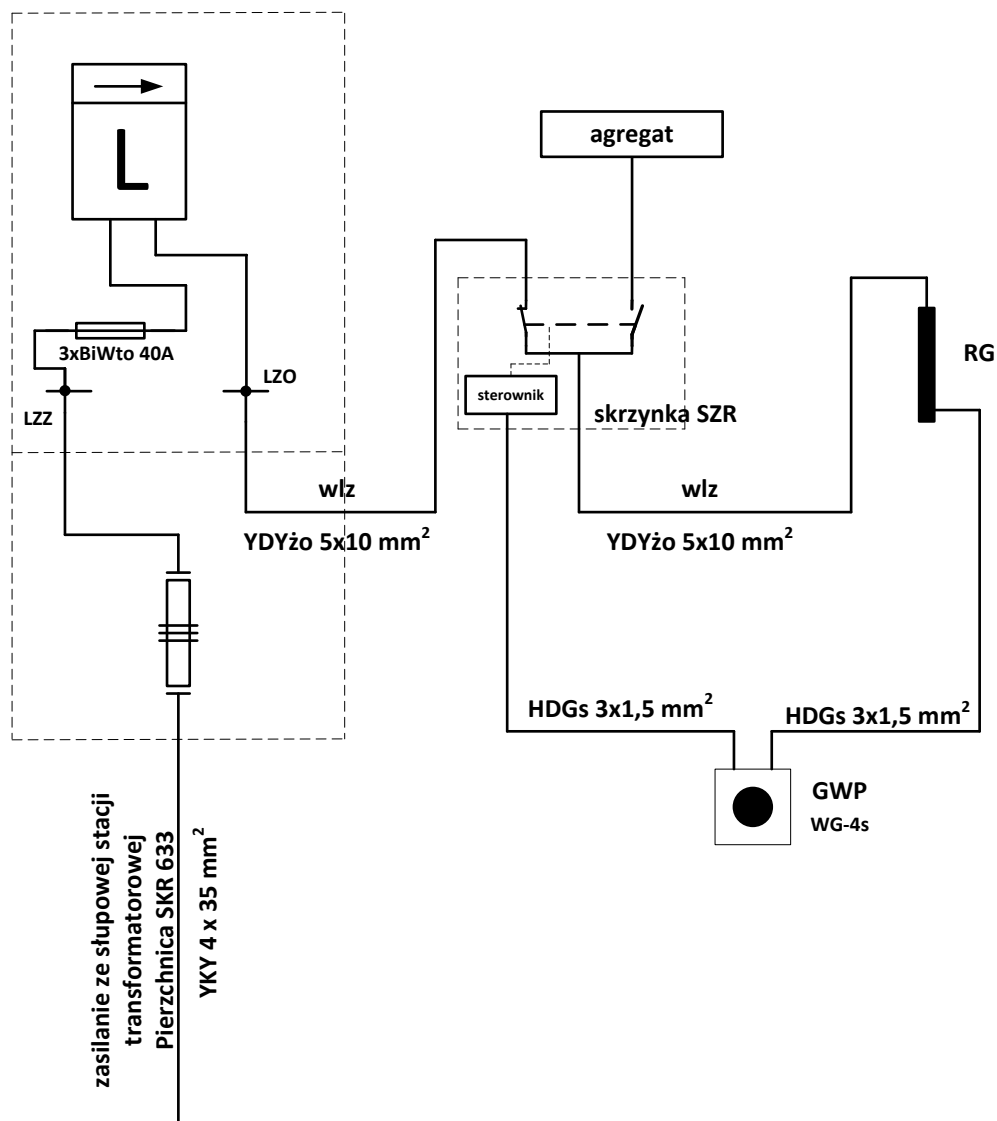 L
agregat
3xBiWto 40A
LZO
LZZ
sterownik
skrzynka SZR
RG
wlz
YDYżo 5x10 mm²
wlz
YDYżo 5x10 mm²
HDGs 3x1,5 mm²
HDGs 3x1,5 mm²
GWP
WG-4s
zasilanie ze słupowej stacji
transformatorowej
Pierzchnica SKR 633
YKY 4 x 35 mm²